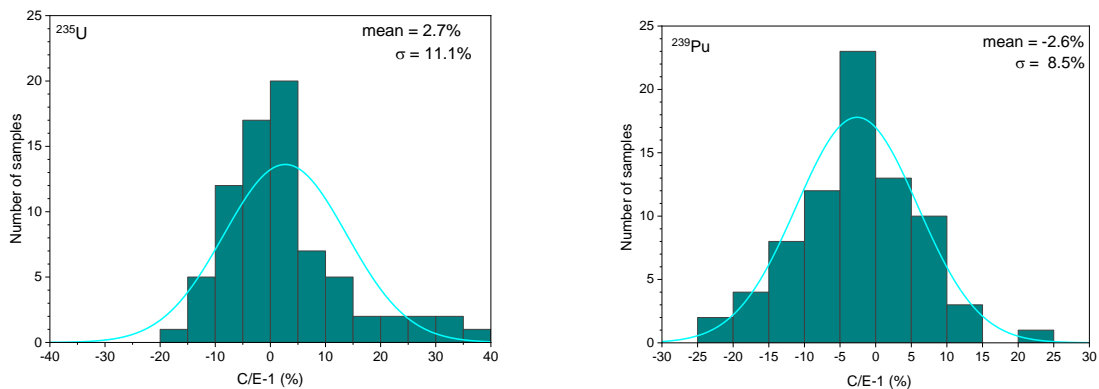 ²³⁵U
mean = 2.7%
σ = 11.1%
Number of samples
25
20
15
10
5
0
-40 -30 -20 -10 0 10 20 30 40
C/E-1 (%)
²³⁹Pu
mean = -2.6%
σ = 8.5%
Number of samples
25
20
15
10
5
0
-30 -25 -20 -15 -10 -5 0 5 10 15 20 25 30
C/E-1 (%)